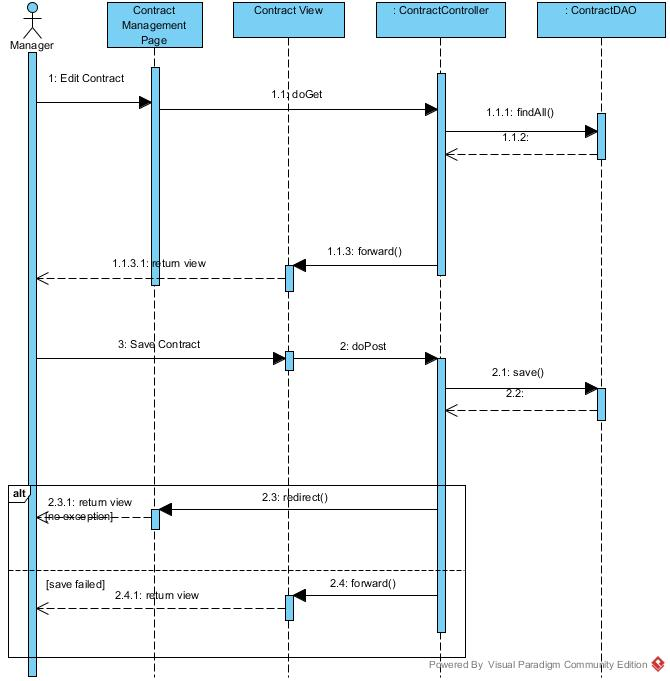 Manager
Contract
Management
Page
Contract View
: ContractController
: ContractDAO
1: Edit Contract
1.1: doGet
1.1.1: findAll()
1.1.2:
1.1.3: forward()
1.1.3.1: return view
3: Save Contract
2: doPost
2.1: save()
2.2:
alt
2.3: redirect()
2.3.1: return view
[no exception]
[save failed]
2.4: forward()
2.4.1: return view
Powered By Visual Paradigm Community Edition